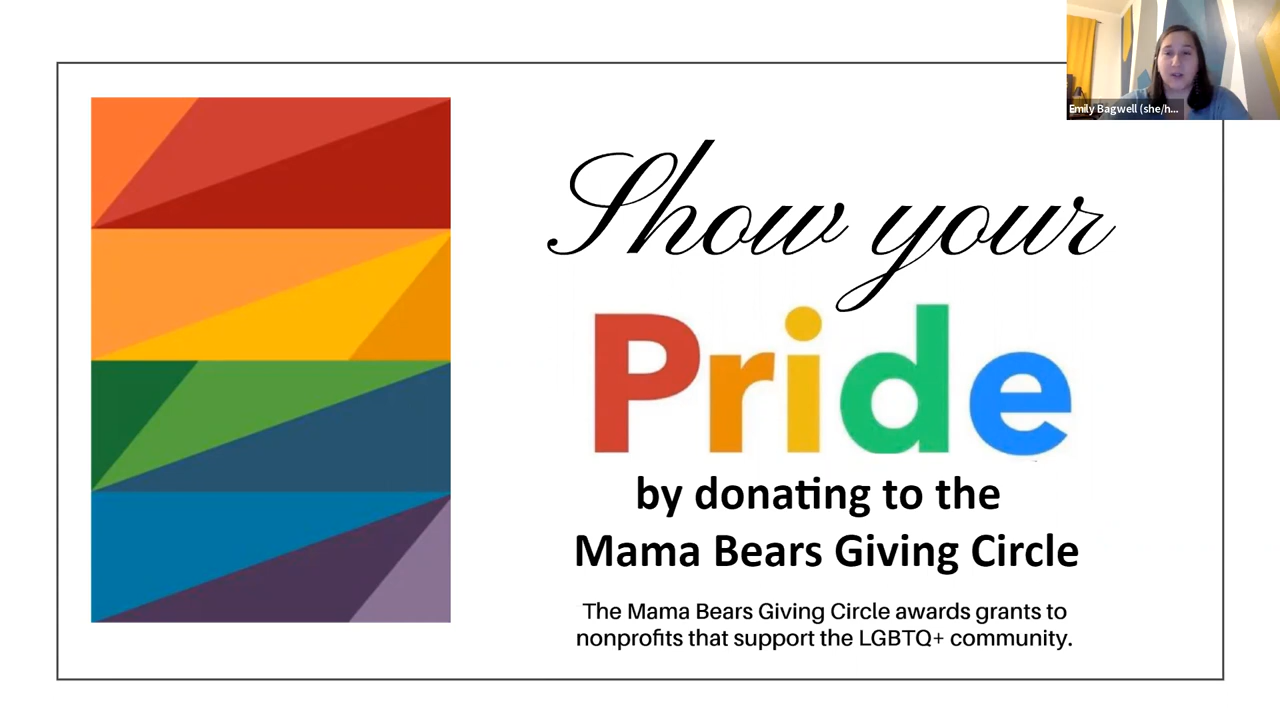 Emily Bagwell (she/h...
Show your
Pride
by donating to the
Mama Bears Giving Circle
The Mama Bears Giving Circle awards grants to
nonprofits that support the LGBTQ+ community.